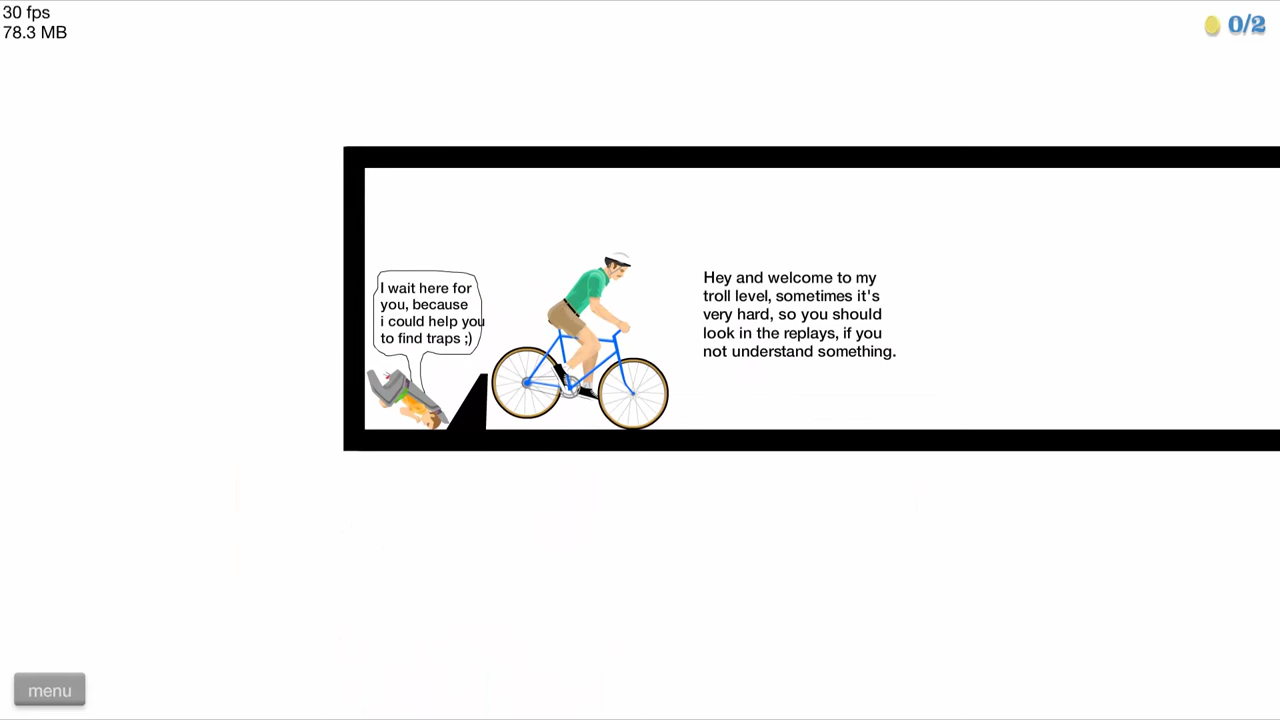 30 fps
78.3 MB
0/2
I wait here for
you, because
i could help you
to find traps ;)
Hey and welcome to my
troll level, sometimes it's
very hard, so you should
look in the replays, if you
not understand something.
menu